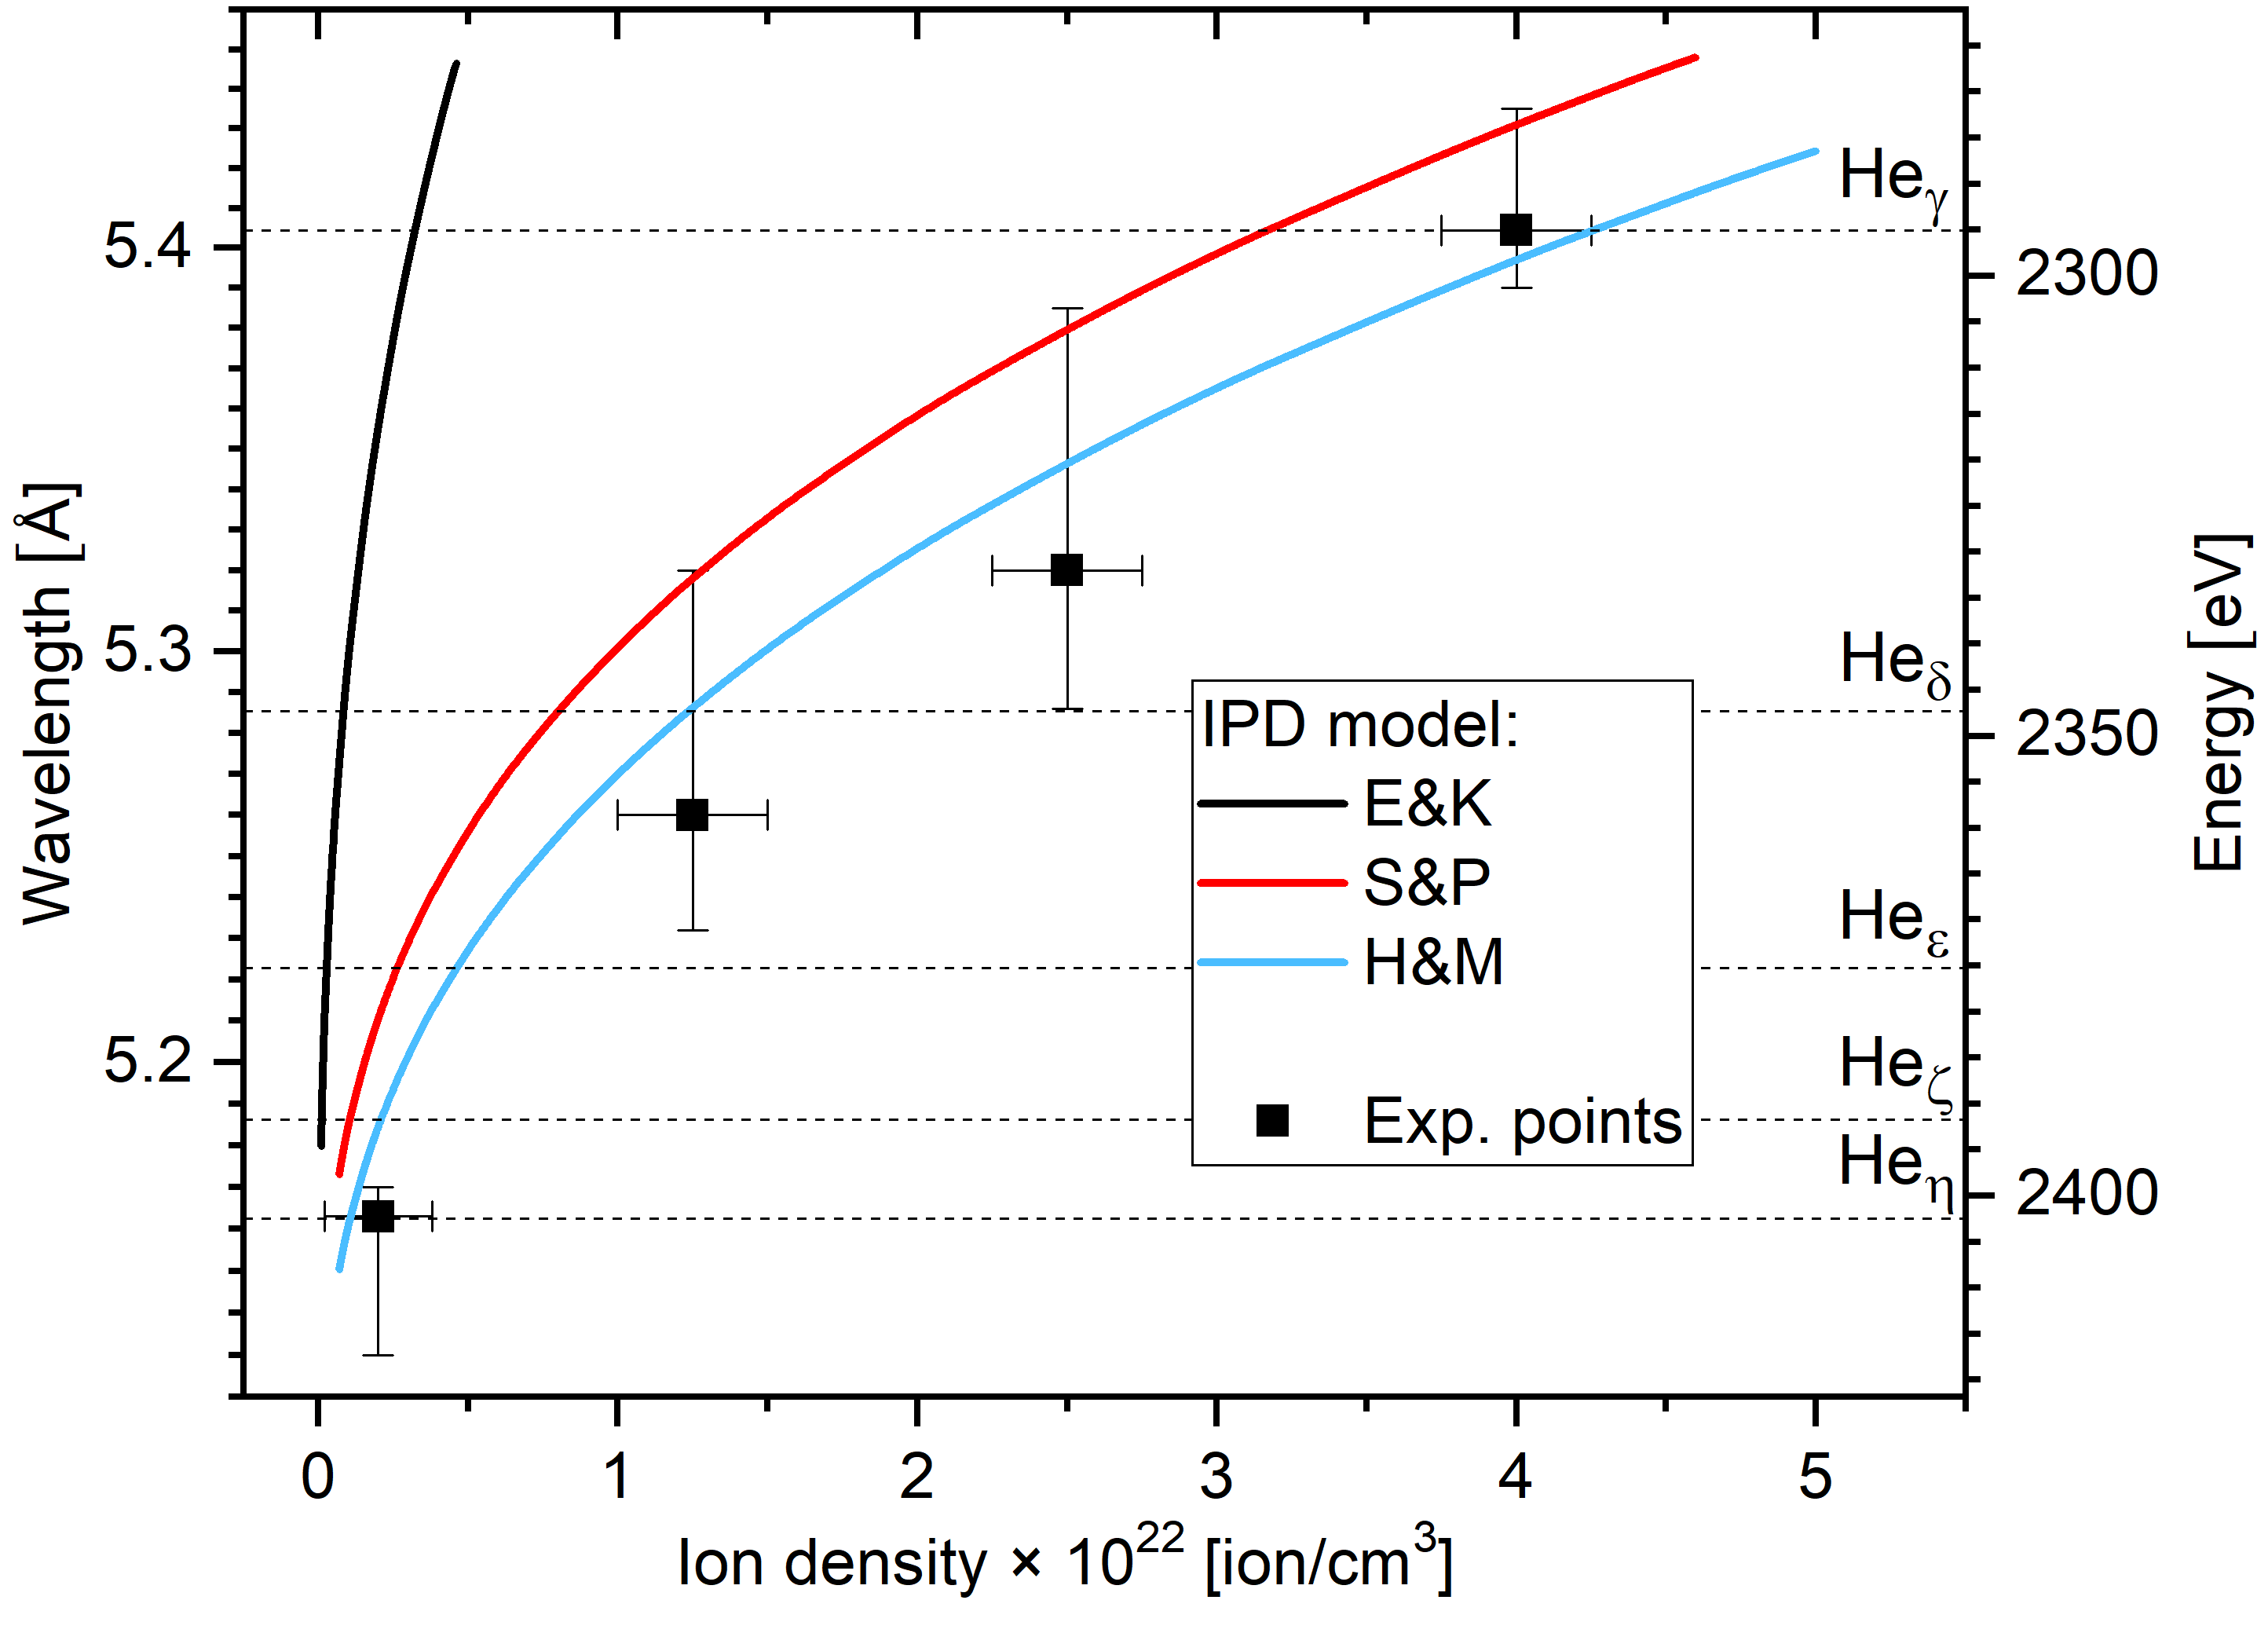 Wavelength [Å]
5.4
5.3
5.2
Heγ
Heδ
Heε
Heζ
Heη
2300
2350
2400
Energy [eV]
IPD model:
E&K
S&P
H&M
Exp. points
0 1 2 3 4 5
Ion density × 10²² [ion/cm³]